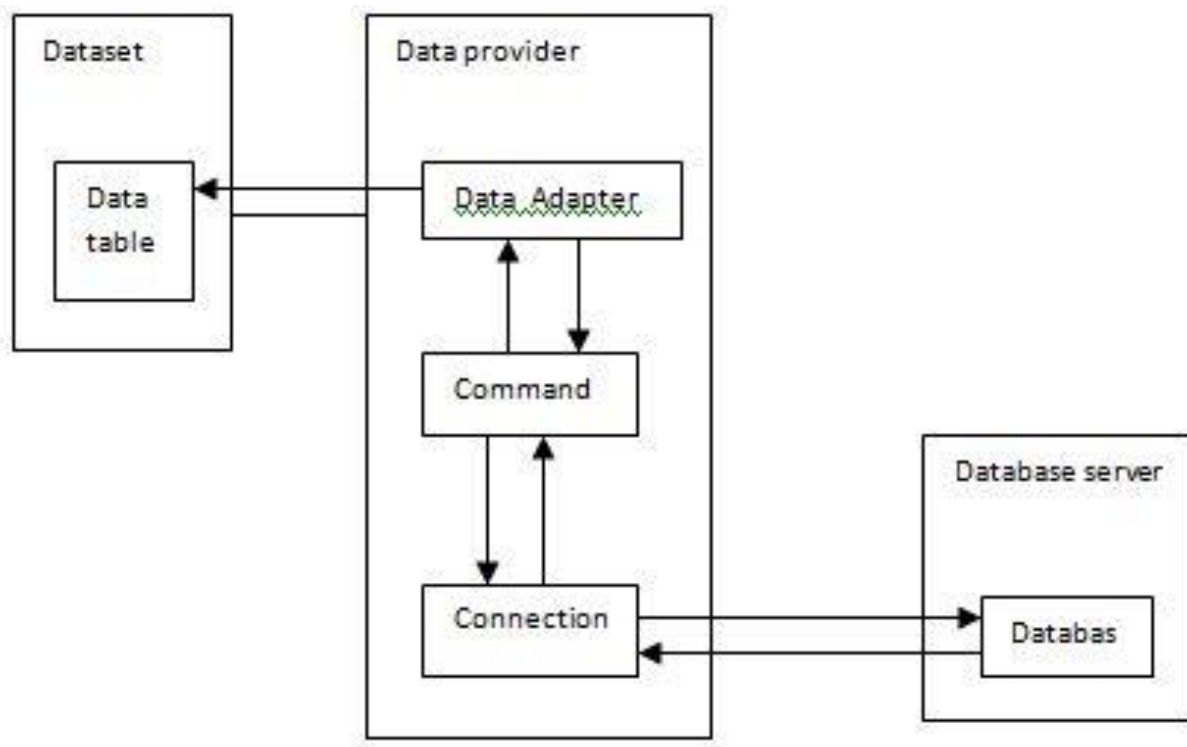 Dataset
Data
table
Data provider
Data Adapter
Command
Connection
Database server
Databas